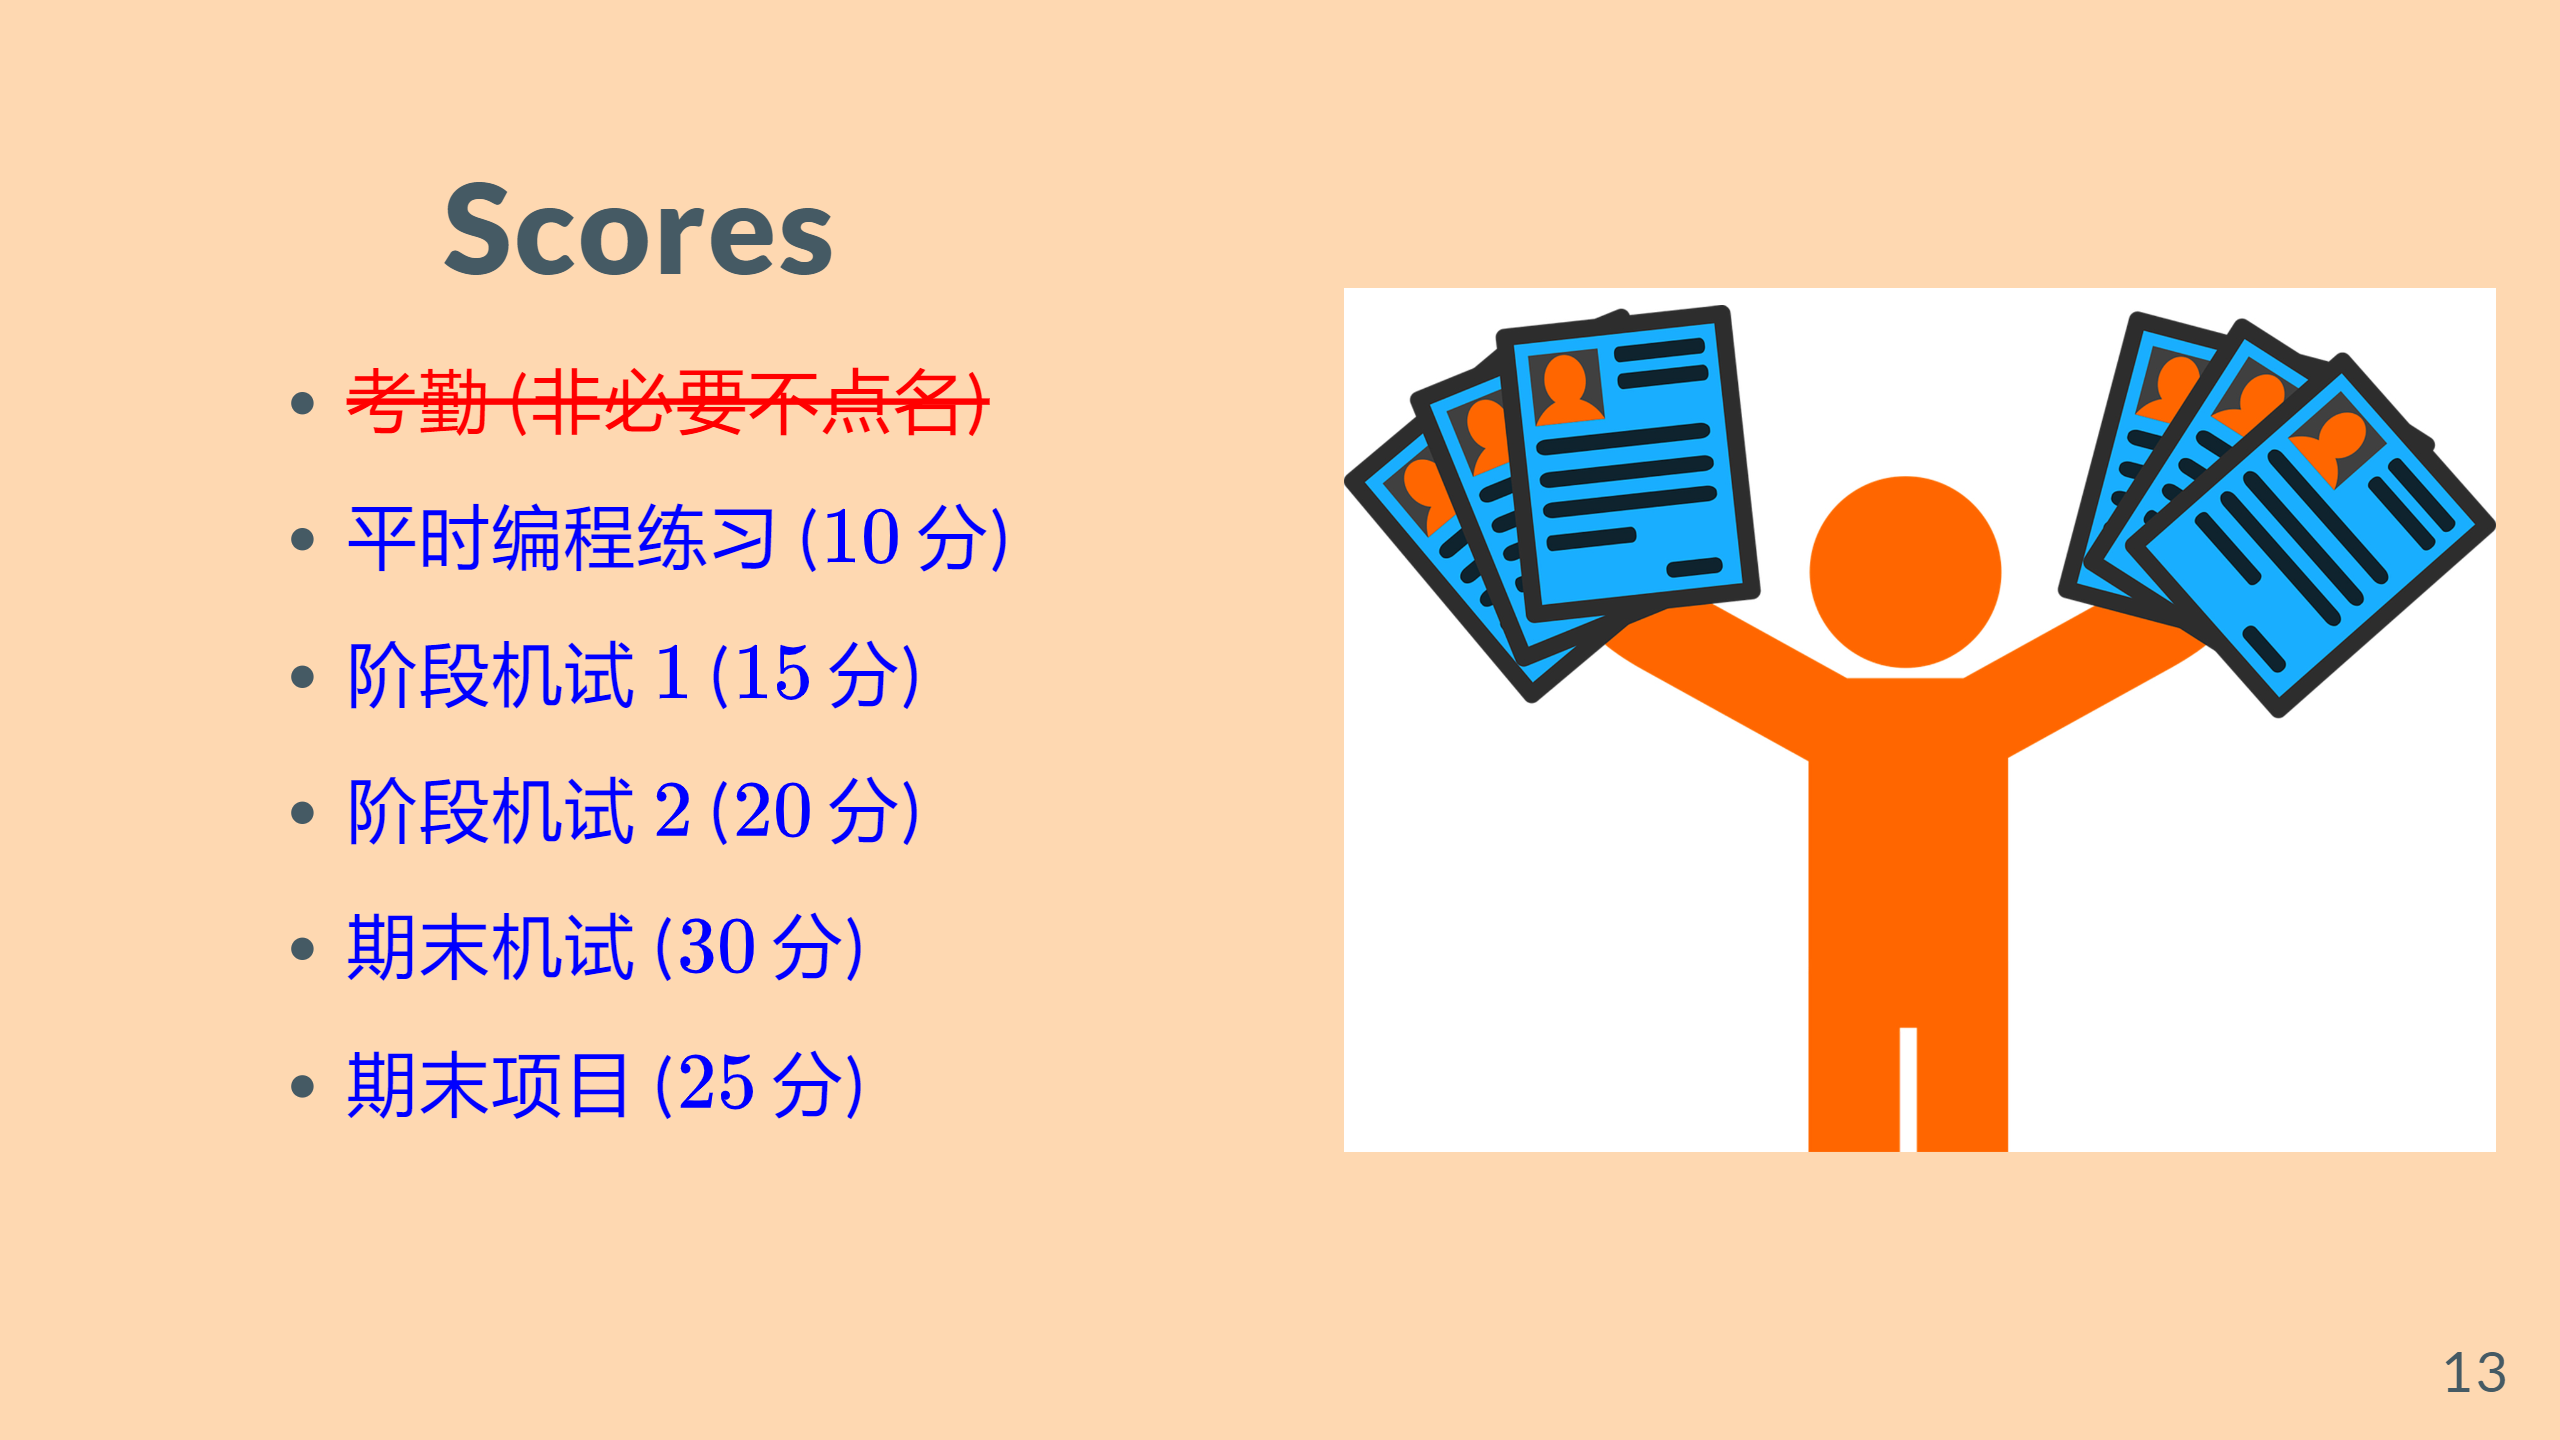 Scores
考勤 (非必要不点名)
平时编程练习 (10 分)
阶段机试 1 (15 分)
阶段机试 2 (20 分)
期末机试 (30 分)
期末项目 (25 分)
13